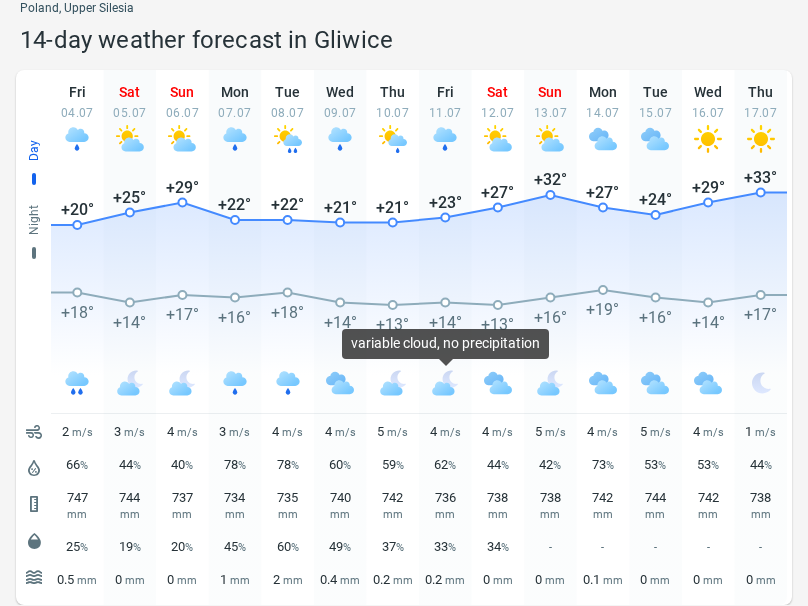 Poland, Upper Silesia
14-day weather forecast in Gliwice
Fri Sat Sun Mon Tue Wed Thu Fri Sat Sun Mon Tue Wed Thu
04.07 05.07 06.07 07.07 08.07 09.07 10.07 11.07 12.07 13.07 14.07 15.07 16.07 17.07
Day
+20° +25° +29° +22° +22° +21° +21° +23° +27° +32° +27° +24° +29° +33°
Night
+18° +14° +17° +16° +18° +14° +13° +14° +13° +16° +19° +16° +14° +17°
variable cloud, no precipitation
2 m/s 3 m/s 4 m/s 3 m/s 4 m/s 4 m/s 5 m/s 4 m/s 4 m/s 5 m/s 4 m/s 5 m/s 4 m/s 1 m/s
66% 44% 40% 78% 78% 60% 59% 62% 44% 42% 73% 53% 53% 44%
747 744 737 734 735 740 742 736 738 738 742 744 742 738
mm mm mm mm mm mm mm mm mm mm mm mm mm mm
25% 19% 20% 45% 60% 49% 37% 33% 34% - - - - -
0.5 mm 0 mm 0 mm 1 mm 2 mm 0.4 mm 0.2 mm 0.2 mm 0 mm 0 mm 0.1 mm 0 mm 0 mm 0 mm